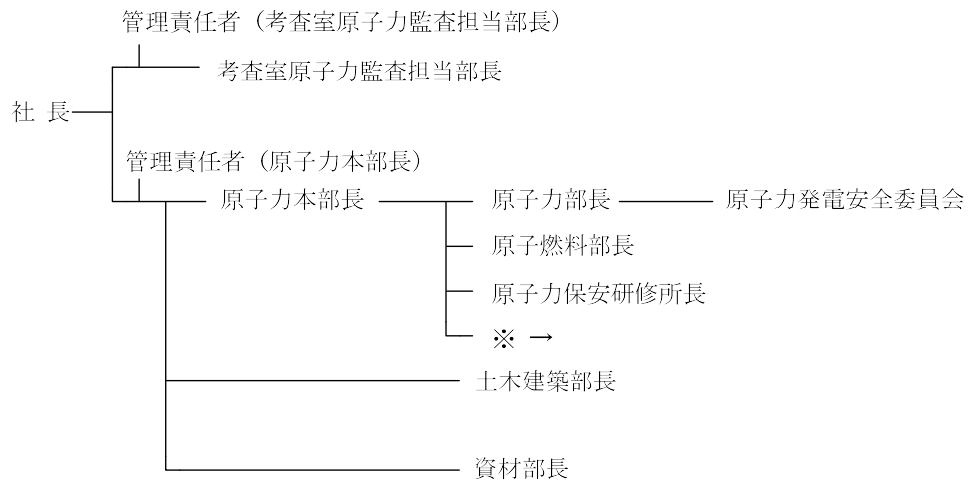 管理責任者（考査室原子力監査担当部長）
考査室原子力監査担当部長
社 長
管理責任者（原子力本部長）
原子力本部長 原子力部長 原子力発電安全委員会
原子燃料部長
原子力保安研修所長
※ →
土木建築部長
資材部長